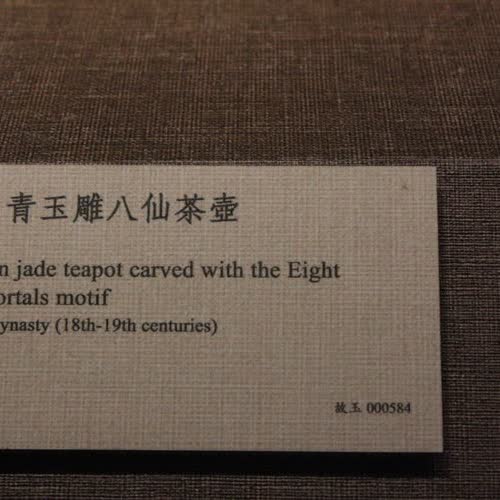 青玉雕八仙茶壺
n jade teapot carved with the Eight
ortals motif
ynasty (18th-19th centuries)
故玉 000584